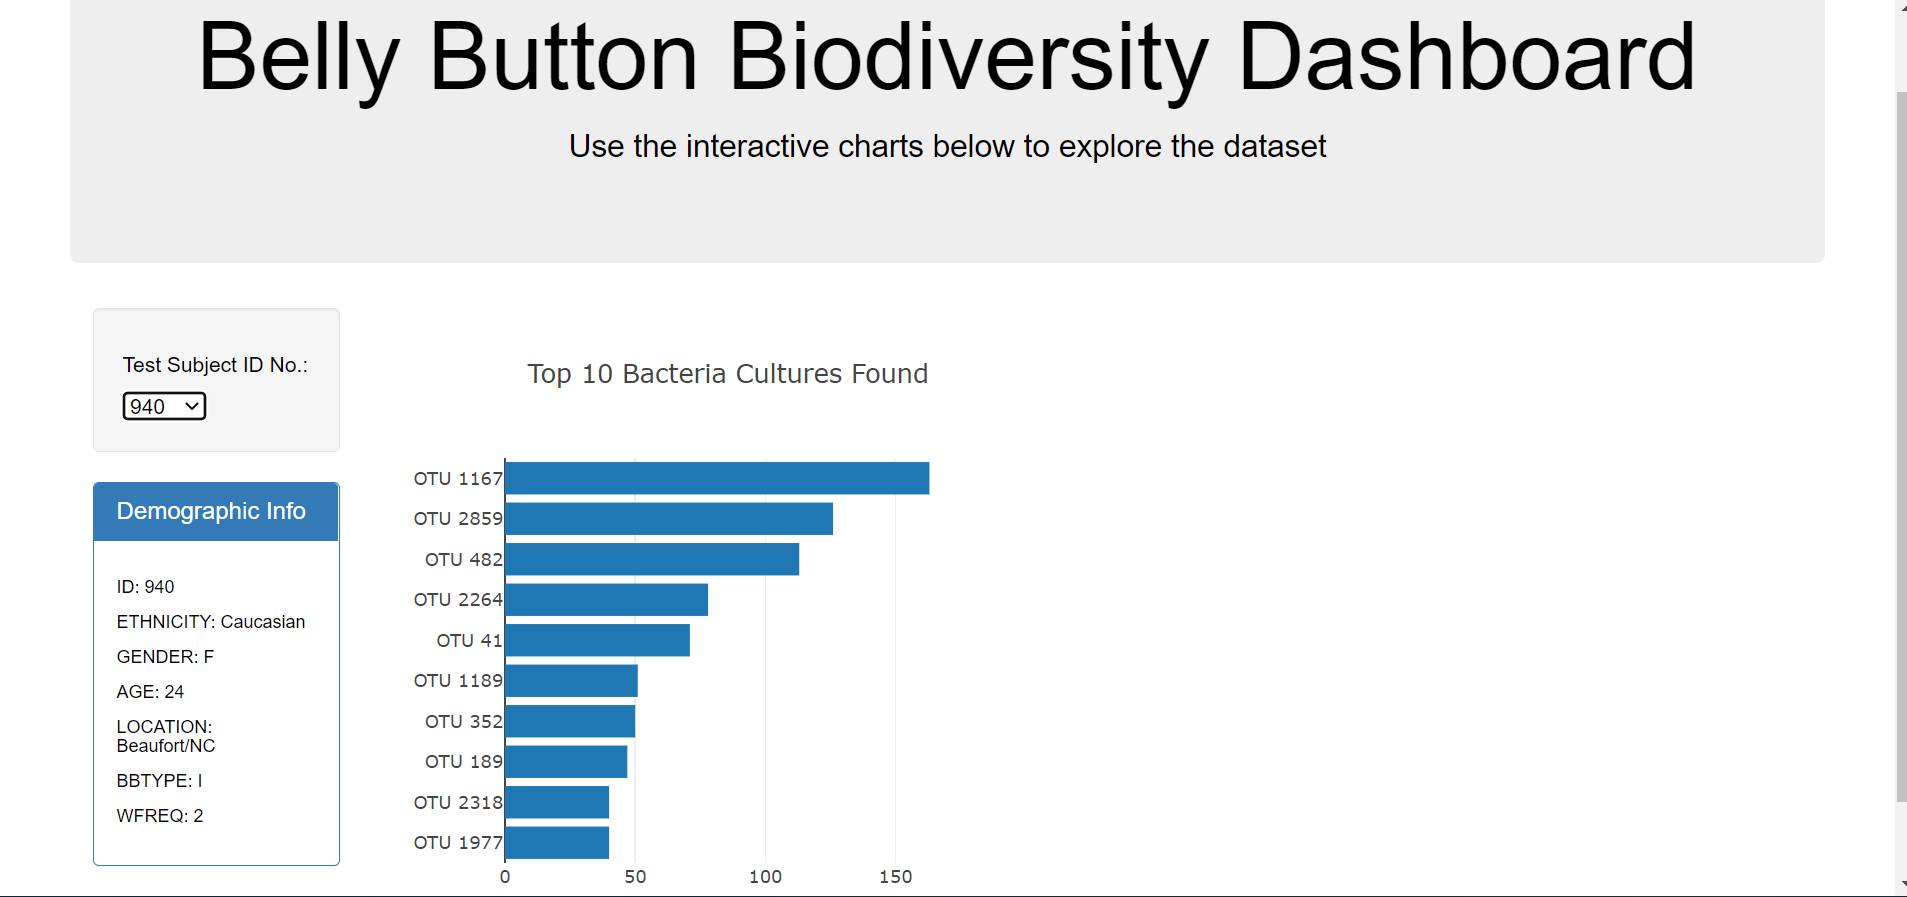 Belly Button Biodiversity Dashboard
Use the interactive charts below to explore the dataset
Test Subject ID No.:
940
Demographic Info
ID: 940
ETHNICITY: Caucasian
GENDER: F
AGE: 24
LOCATION:
Beaufort/NC
BBTYPE: I
WFREQ: 2
Top 10 Bacteria Cultures Found
OTU 1167
OTU 2859
OTU 482
OTU 2264
OTU 41
OTU 1189
OTU 352
OTU 189
OTU 2318
OTU 1977
0 50 100 150